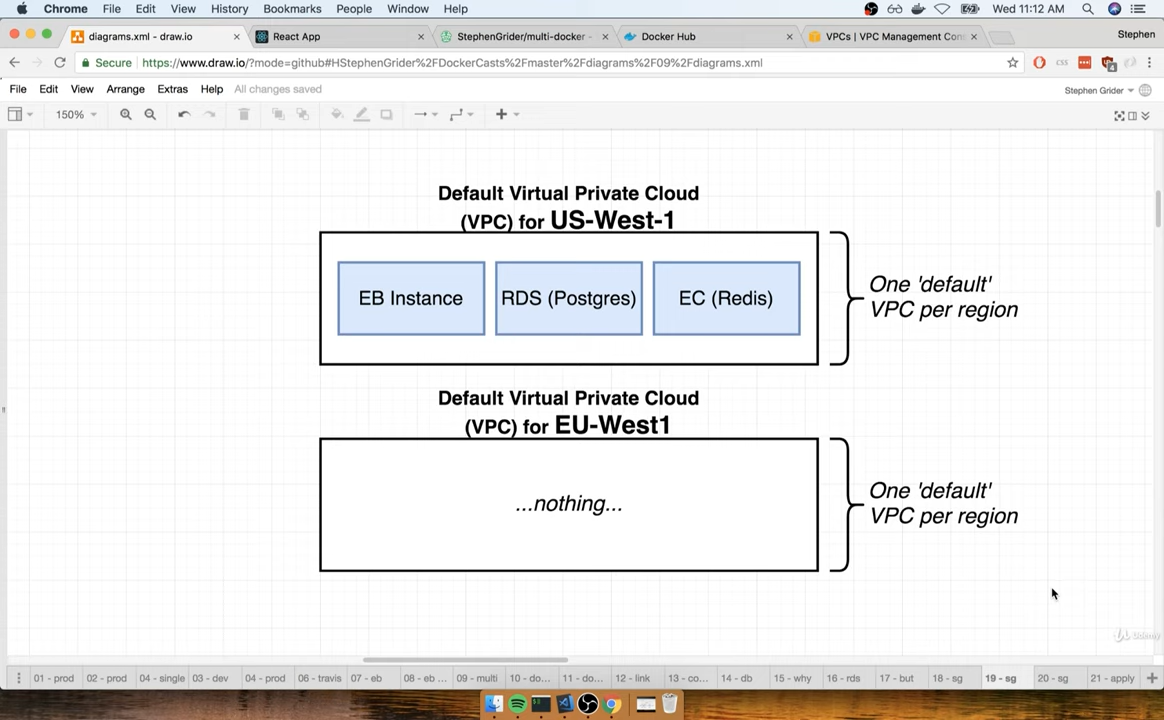 Chrome File Edit View History Bookmarks People Window Help Wed 11:12 AM
diagrams.xml - draw.io React App StephenGrider/multi-docker - Docker Hub VPCs | VPC Management Con Stephen
Secure https://www.draw.io/?mode=github#HStephenGrider%2FDockerCasts%2Fmaster%2Fdiagrams%2F09%2Fdiagrams.xml
File Edit View Arrange Extras Help All changes saved Stephen Grider
150%
Default Virtual Private Cloud
(VPC) for US-West-1
EB Instance RDS (Postgres) EC (Redis)
One 'default'
VPC per region
Default Virtual Private Cloud
(VPC) for EU-West1
...nothing...
One 'default'
VPC per region
Udemy
01 - prod 02 - prod 04 - single 03 - dev 04 - prod 06 - travis 07 - eb 08 - eb ... 09 - multi 10 - do... 11 - do... 12 - link 13 - co... 14 - db 15 - why 16 - rds 17 - but 18 - sg 19 - sg 20 - sg 21 - apply